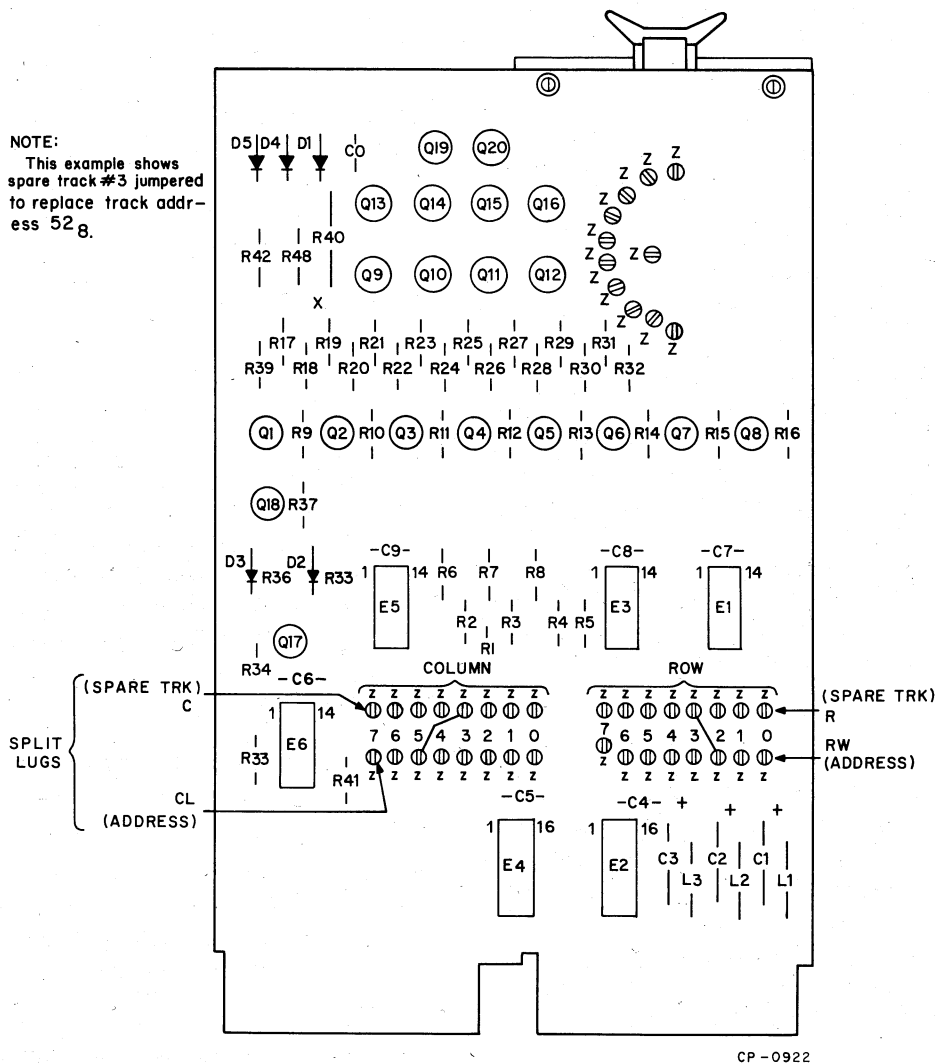 NOTE:
This example shows
spare track #3 jumpered
to replace track addr-
ess 52 8.
D5 D4 D1 C0 Q19 Q20
Z Z
Z
Q13 Q14 Q15 Q16
Z
R42 R48 R40
Z Z
Q9 Q10 Q11 Q12
Z
X
Z
Z
Z
Z
R17 R19 R21 R23 R25 R27 R29 R31
R39 R18 R20 R22 R24 R26 R28 R30 R32
Q1 R9 Q2 R10 Q3 R11 Q4 R12 Q5 R13 Q6 R14 Q7 R15 Q8 R16
Q18 R37
D3 R36 D2 R33
-C9- -C8- -C7-
1 14 R6 R7 R8 1 14 1 14
E5 E3 E1
R2 R1 R3 R4 R5
Q17
R34
-C6-
COLUMN ROW
(SPARE TRK)
C
Z Z Z Z Z Z Z Z
Z Z Z Z Z Z Z Z
(SPARE TRK)
R
1 14
E6
SPLIT
LUGS
7 6 5 4 3 2 1 0
7 6 5 4 3 2 1 0
RW
(ADDRESS)
R33
R41
Z Z Z Z Z Z Z Z
Z Z Z Z Z Z Z Z
CL
(ADDRESS)
-C5- -C4- + + +
1 16 1 16
E4 E2
C3 L3 C2 L2 C1 L1
CP-0922